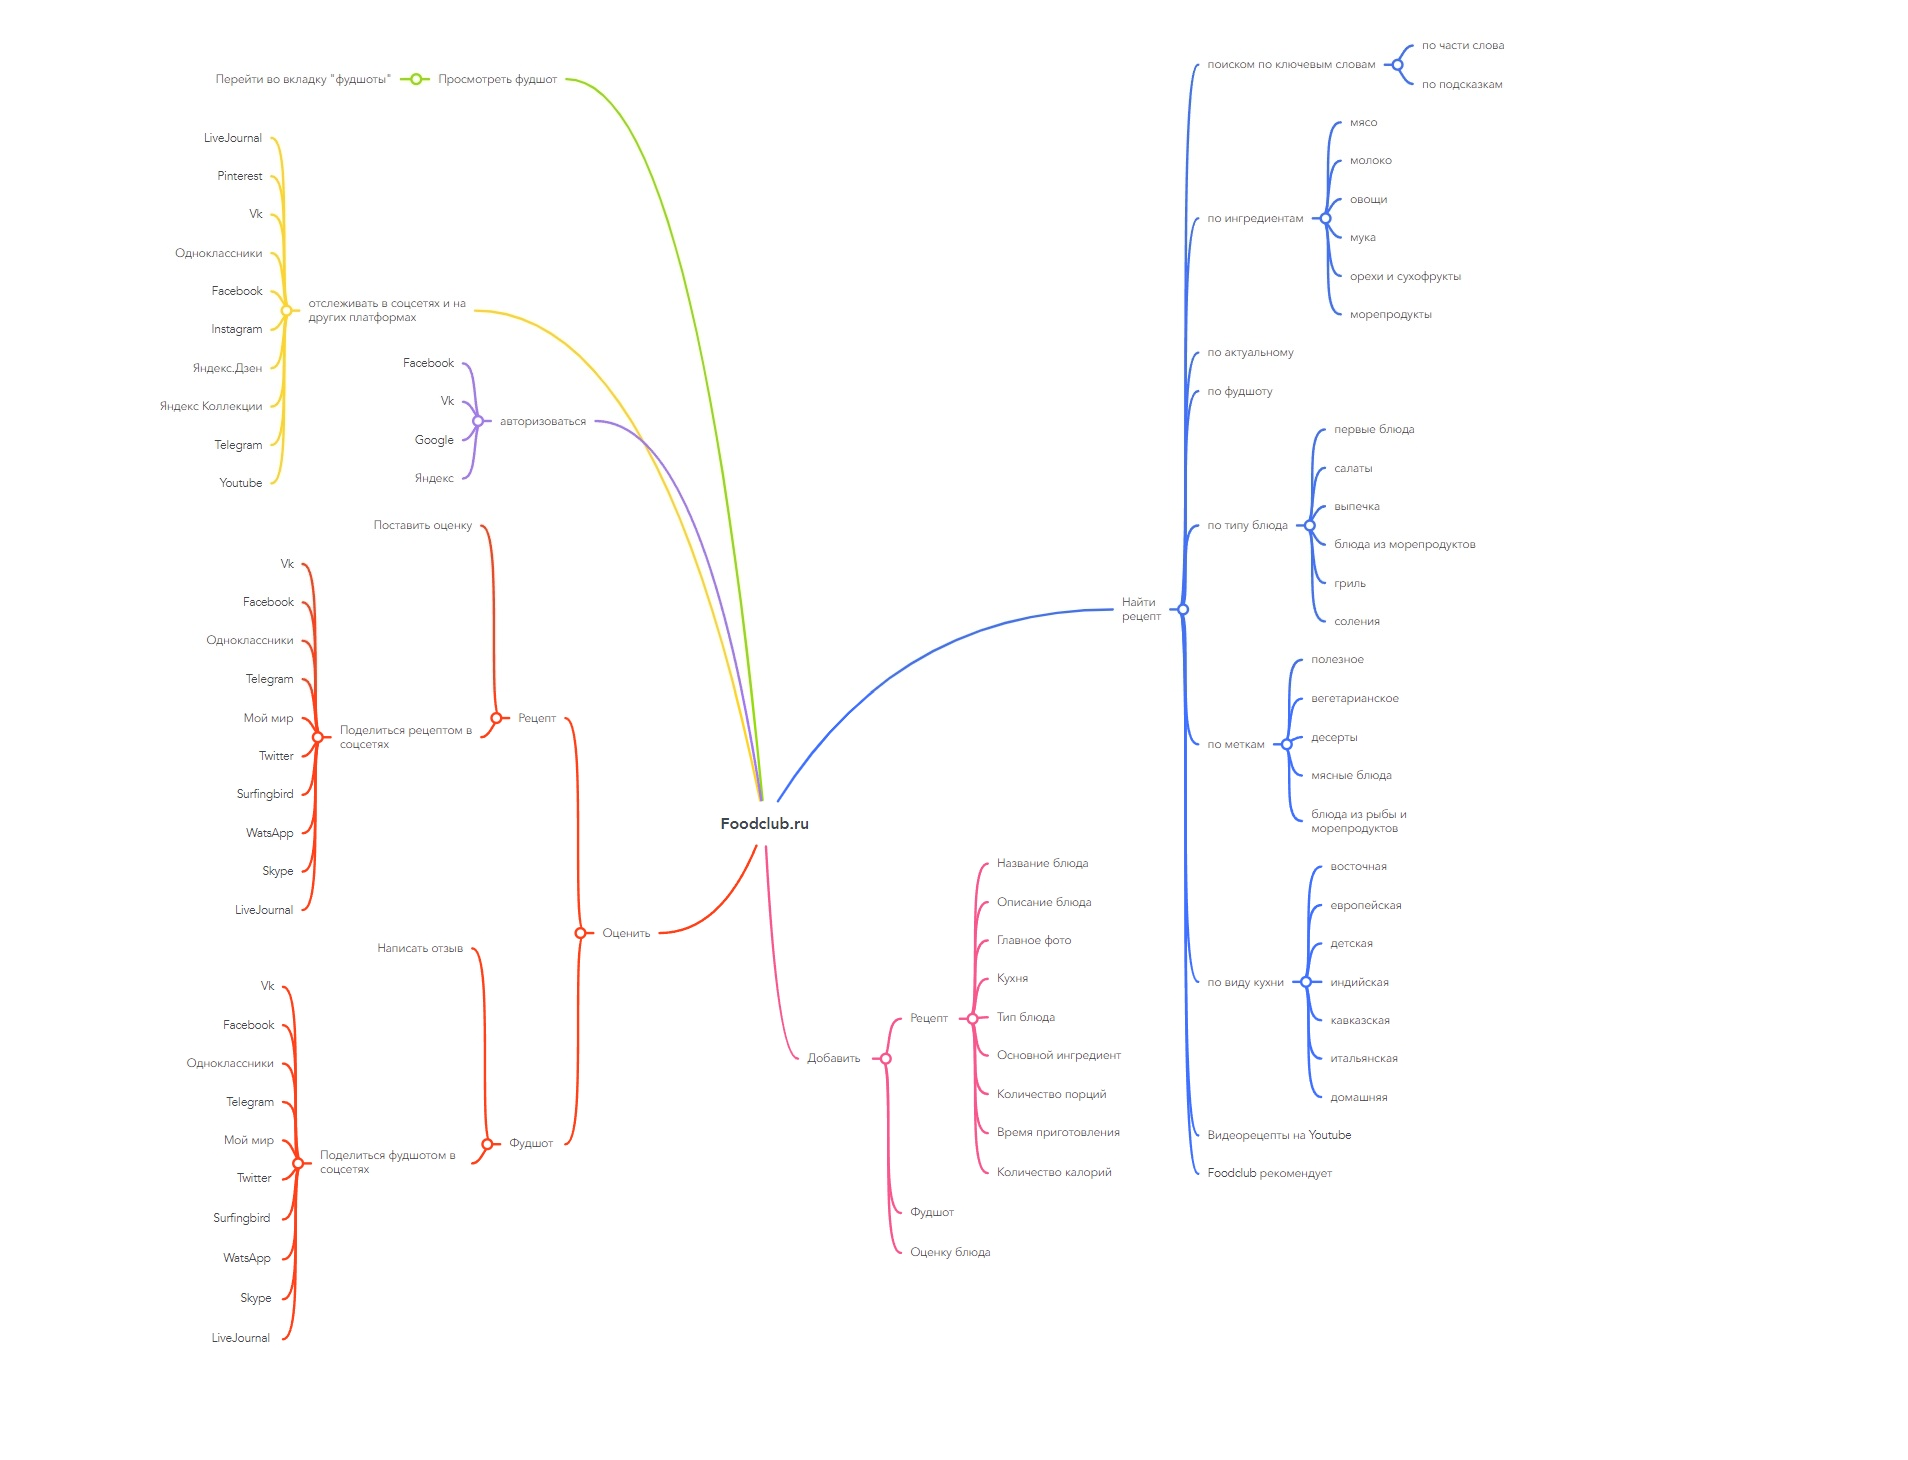 Перейти во вкладку "фудшоты"
Просмотреть фудшот
LiveJournal
Pinterest
Vk
Одноклассники
Facebook
Instagram
Яндекс.Дзен
Яндекс Коллекции
Telegram
Youtube
отслеживать в соцсетях и на
других платформах
Facebook
Vk
Google
Яндекс
авторизоваться
Поставить оценку
Vk
Facebook
Одноклассники
Telegram
Мой мир
Twitter
Surfingbird
WatsApp
Skype
LiveJournal
Поделиться рецептом в
соцсетях
Рецепт
Написать отзыв
Vk
Facebook
Одноклассники
Telegram
Мой мир
Twitter
Surfingbird
WatsApp
Skype
LiveJournal
Поделиться фудшотом в
соцсетях
Фудшот
Оценить
Foodclub.ru
Добавить
Рецепт
Название блюда
Описание блюда
Главное фото
Кухня
Тип блюда
Основной ингредиент
Количество порций
Время приготовления
Количество калорий
Фудшот
Оценку блюда
Найти
рецепт
поиском по ключевым словам
по части слова
по подсказкам
по ингредиентам
мясо
молоко
овощи
мука
орехи и сухофрукты
морепродукты
по актуальному
по фудшоту
по типу блюда
первые блюда
салаты
выпечка
блюда из морепродуктов
гриль
соления
по меткам
полезное
вегетарианское
десерты
мясные блюда
блюда из рыбы и
морепродуктов
по виду кухни
восточная
европейская
детская
индийская
кавказская
итальянская
домашняя
Видеорецепты на Youtube
Foodclub рекомендует